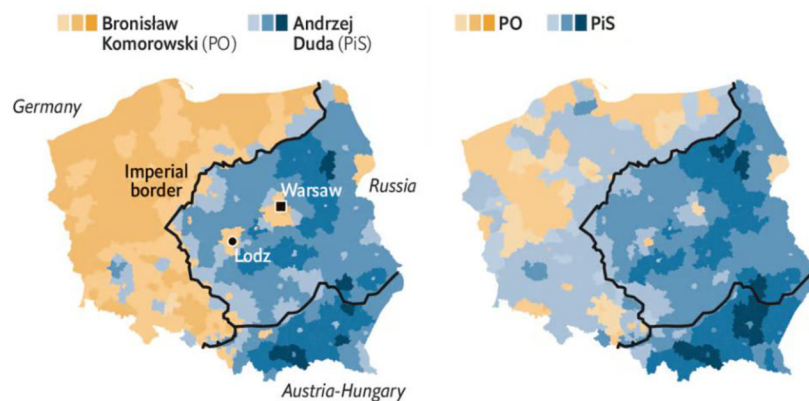 Bronisław
Komorowski (PO)
Andrzej
Duda (PiS)
PO
PiS
Germany
Imperial
border
Warsaw
Russia
Lodz
Austria-Hungary